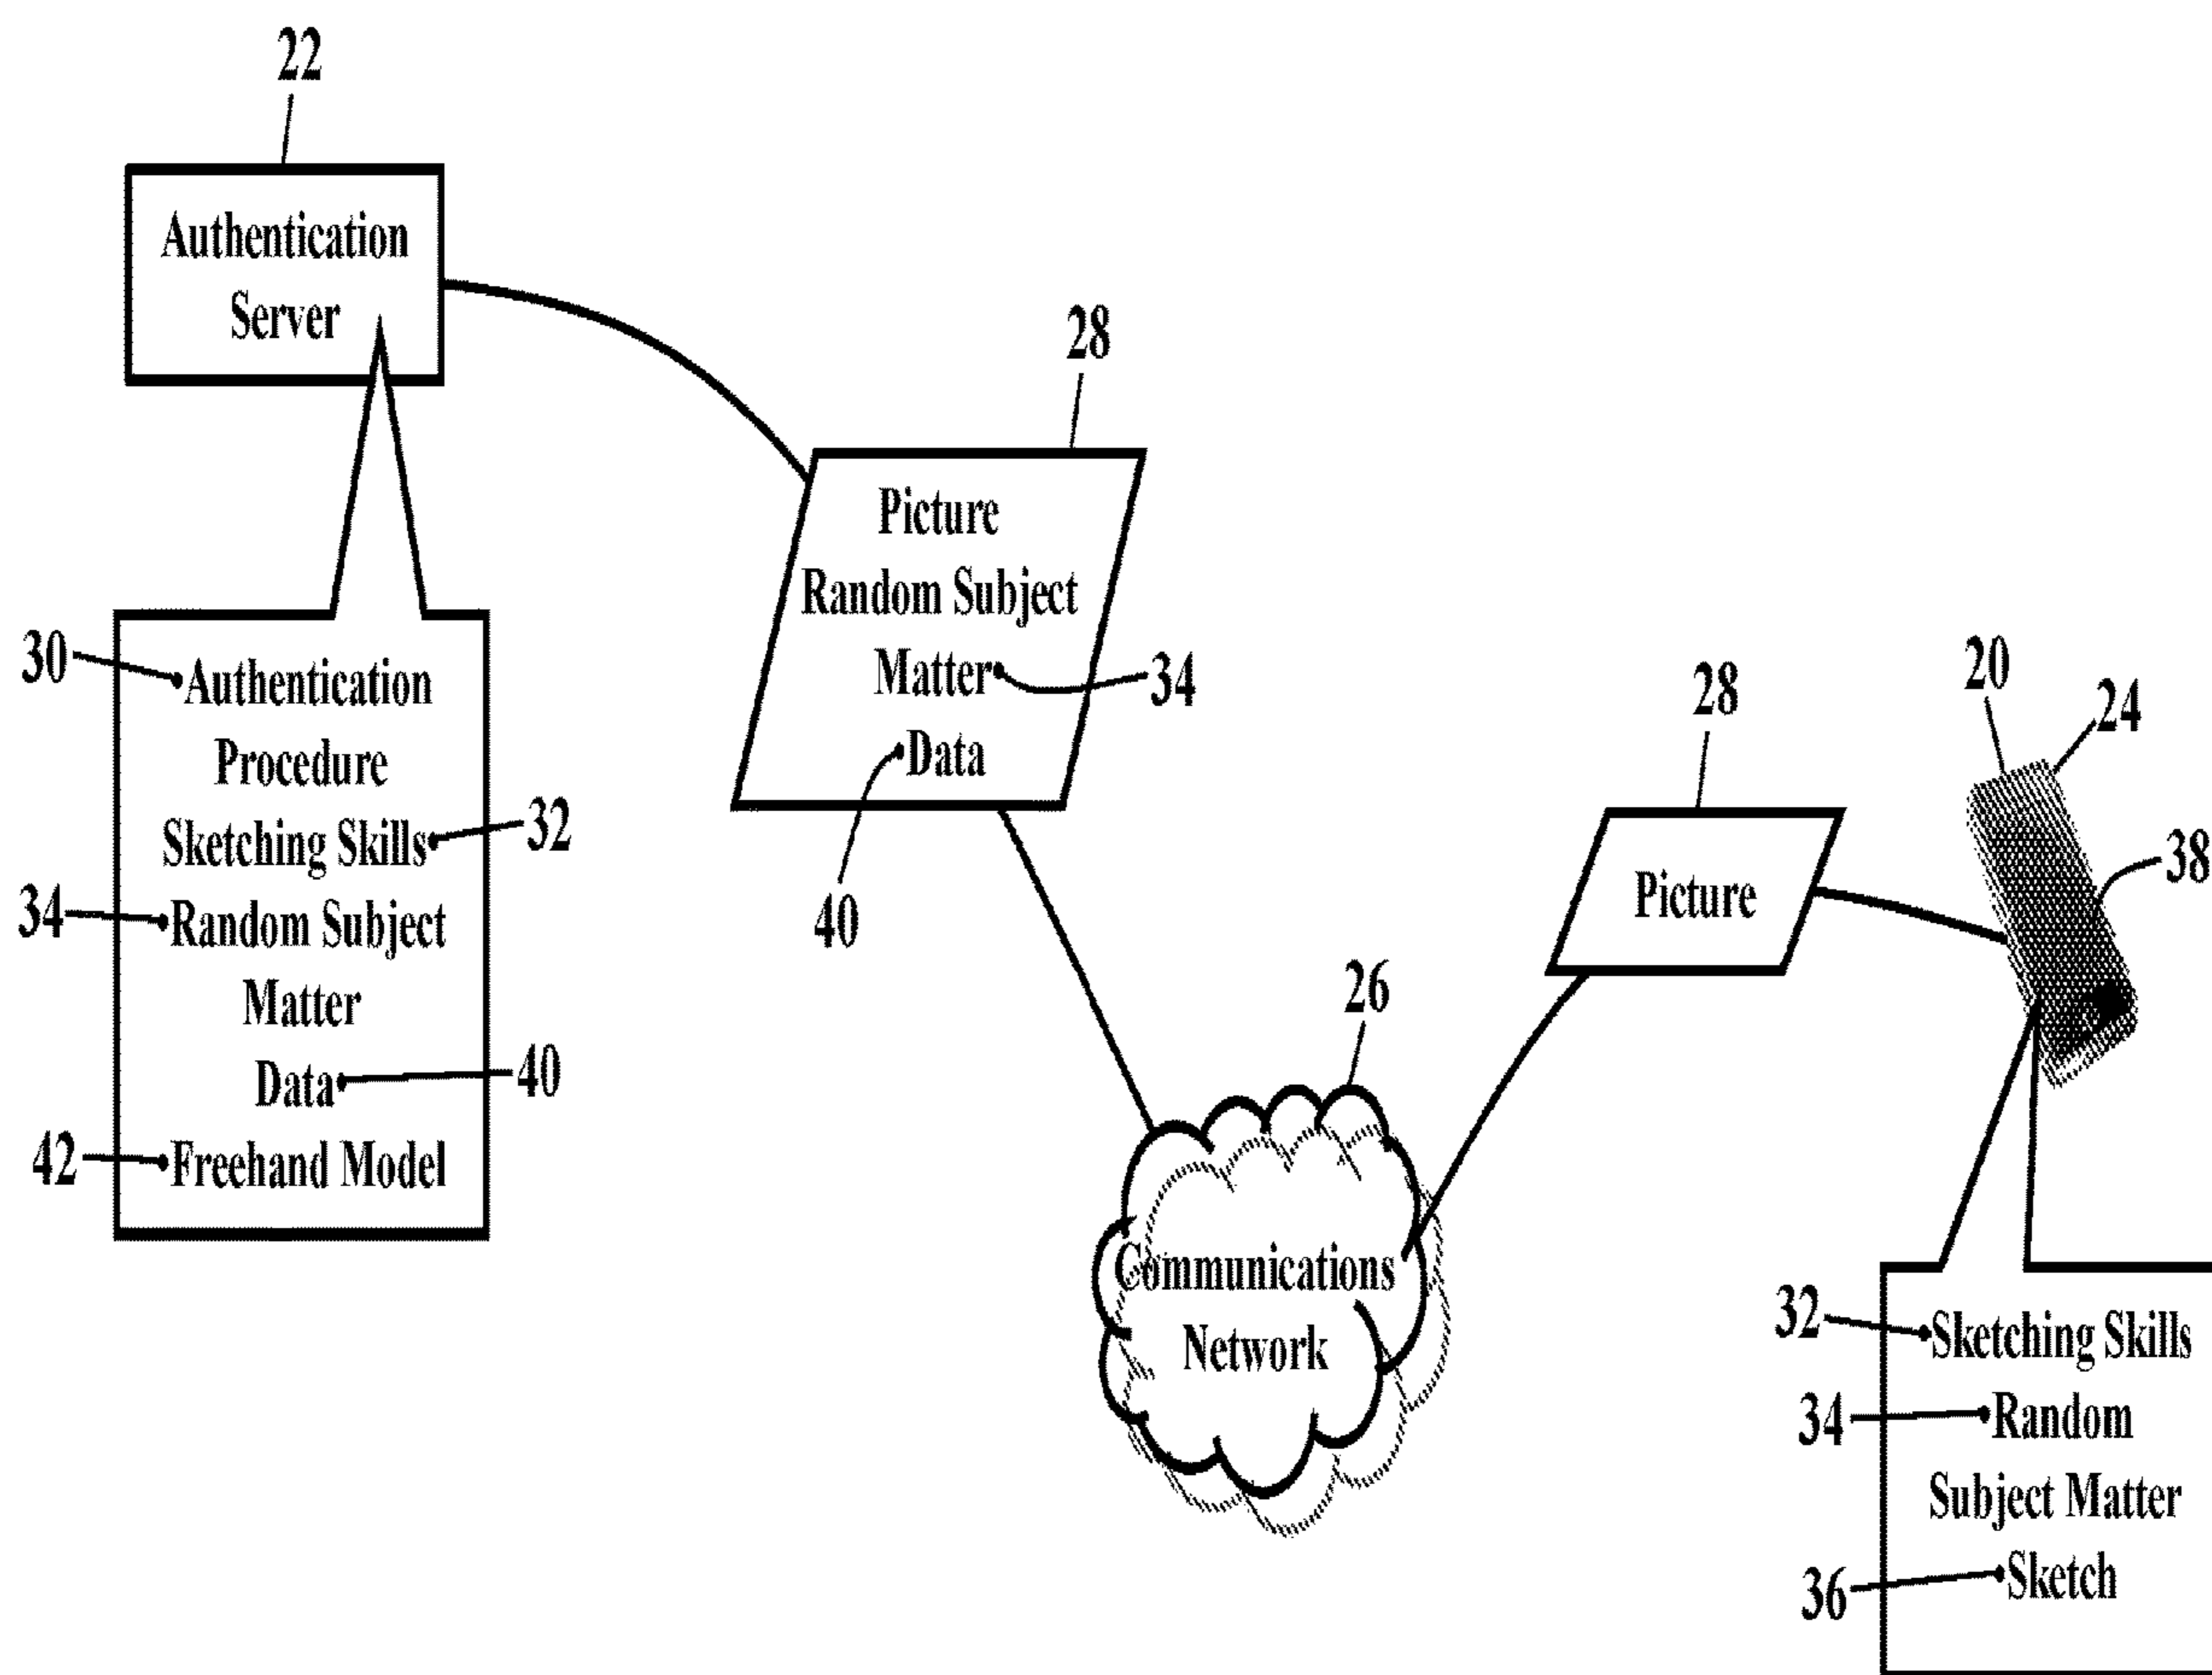 22
Authentication
Server
28
Picture
Random Subject
Matter
34
Data
40
30
Authentication
Procedure
Sketching Skills
32
34
Random Subject
Matter
Data
40
42
Freehand Model
26
Communications
Network
28
Picture
20
24
38
32
Sketching Skills
34
Random
Subject Matter
36
Sketch